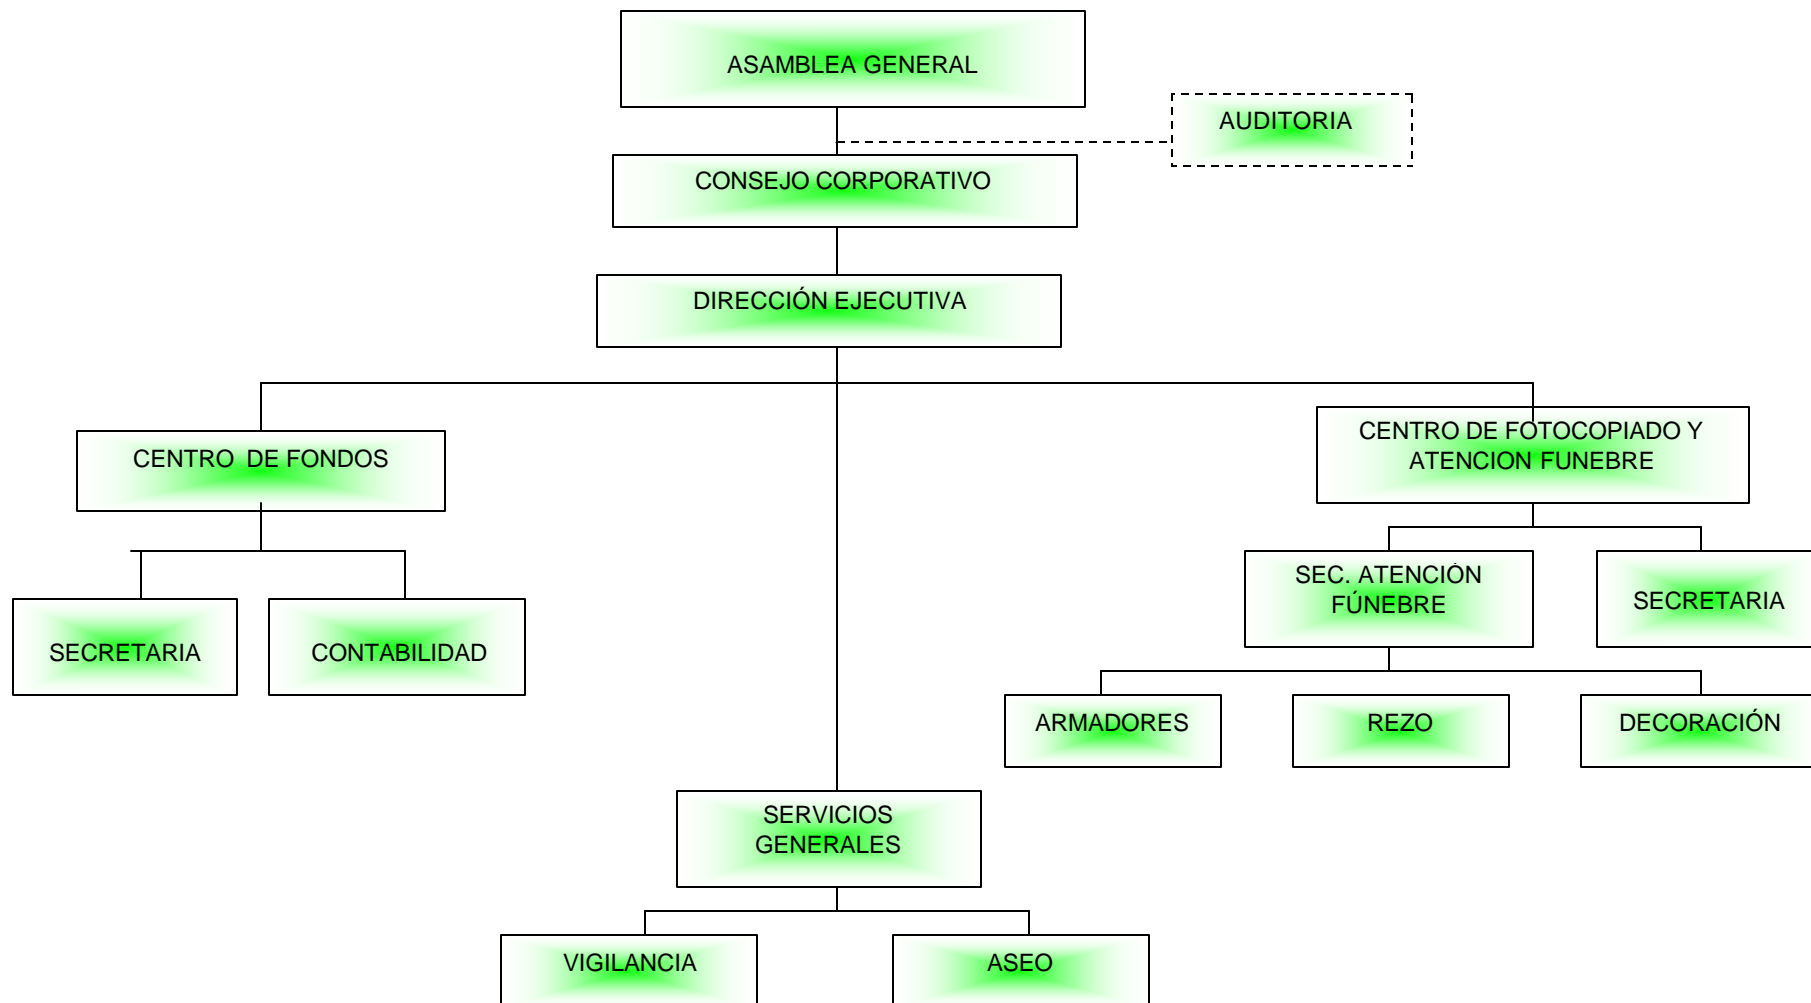 ASAMBLEA GENERAL
AUDITORIA
CONSEJO CORPORATIVO
DIRECCIÓN EJECUTIVA
CENTRO DE FONDOS
CENTRO DE FOTOCOPIADO Y
ATENCION FUNEBRE
SEC. ATENCIÓN
FÚNEBRE
SECRETARIA
SECRETARIA
CONTABILIDAD
ARMADORES
REZO
DECORACIÓN
SERVICIOS
GENERALES
VIGILANCIA
ASEO